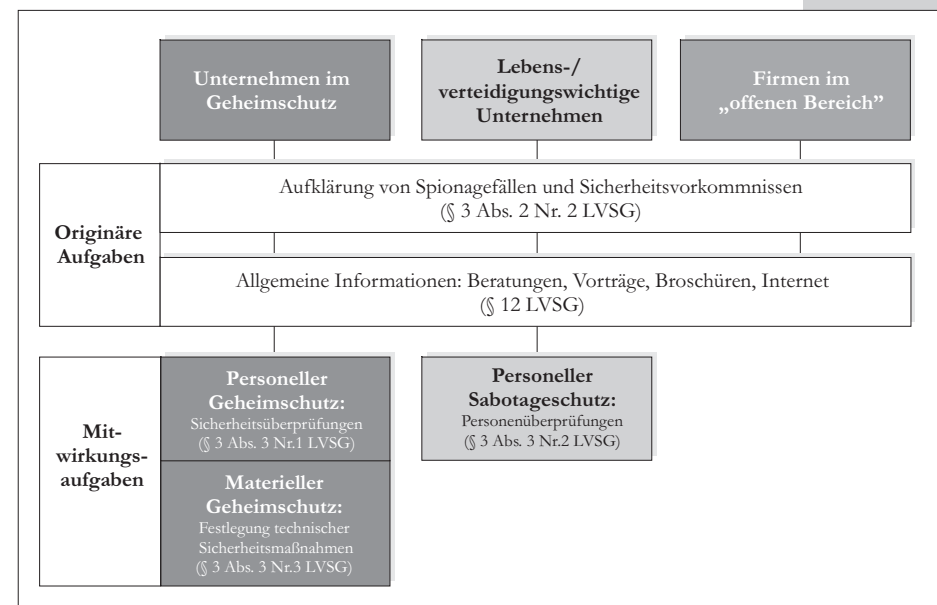 Unternehmen im
Geheimschutz
Lebens-/
verteidigungswichtige
Unternehmen
Firmen im
„offenen Bereich”
Originäre
Aufgaben
Aufklärung von Spionagefällen und Sicherheitsvorkommnissen
(§ 3 Abs. 2 Nr. 2 LVSG)
Allgemeine Informationen: Beratungen, Vorträge, Broschüren, Internet
(§ 12 LVSG)
Mit-
wirkungs-
aufgaben
Personeller
Geheimschutz:
Sicherheitsüberprüfungen
(§ 3 Abs. 3 Nr.1 LVSG)
Materieller
Geheimschutz:
Festlegung technischer
Sicherheitsmaßnahmen
(§ 3 Abs. 3 Nr.3 LVSG)
Personeller
Sabotageschutz:
Personenüberprüfungen
(§ 3 Abs. 3 Nr.2 LVSG)